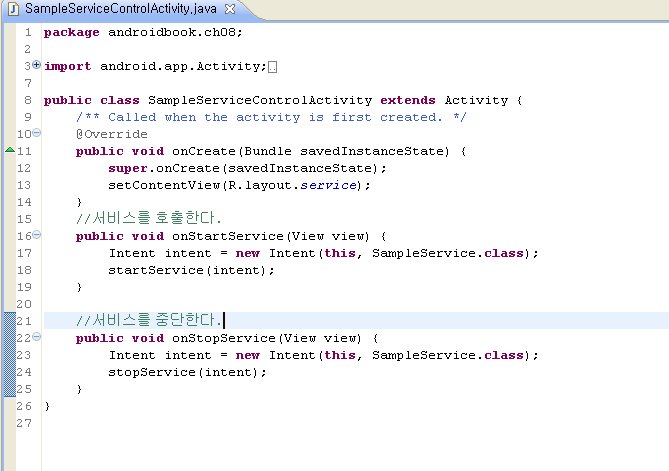 SampleServiceControlActivity.java
1 package androidbook.ch08;
2
3 import android.app.Activity;
7
8 public class SampleServiceControlActivity extends Activity {
9 /** Called when the activity is first created. */
10 @Override
11 public void onCreate(Bundle savedInstanceState) {
12 super.onCreate(savedInstanceState);
13 setContentView(R.layout.service);
14 }
15 //서비스를 호출한다.
16 public void onStartService(View view) {
17 Intent intent = new Intent(this, SampleService.class);
18 startService(intent);
19 }
20
21 //서비스를 중단한다.
22 public void onStopService(View view) {
23 Intent intent = new Intent(this, SampleService.class);
24 stopService(intent);
25 }
26 }
27